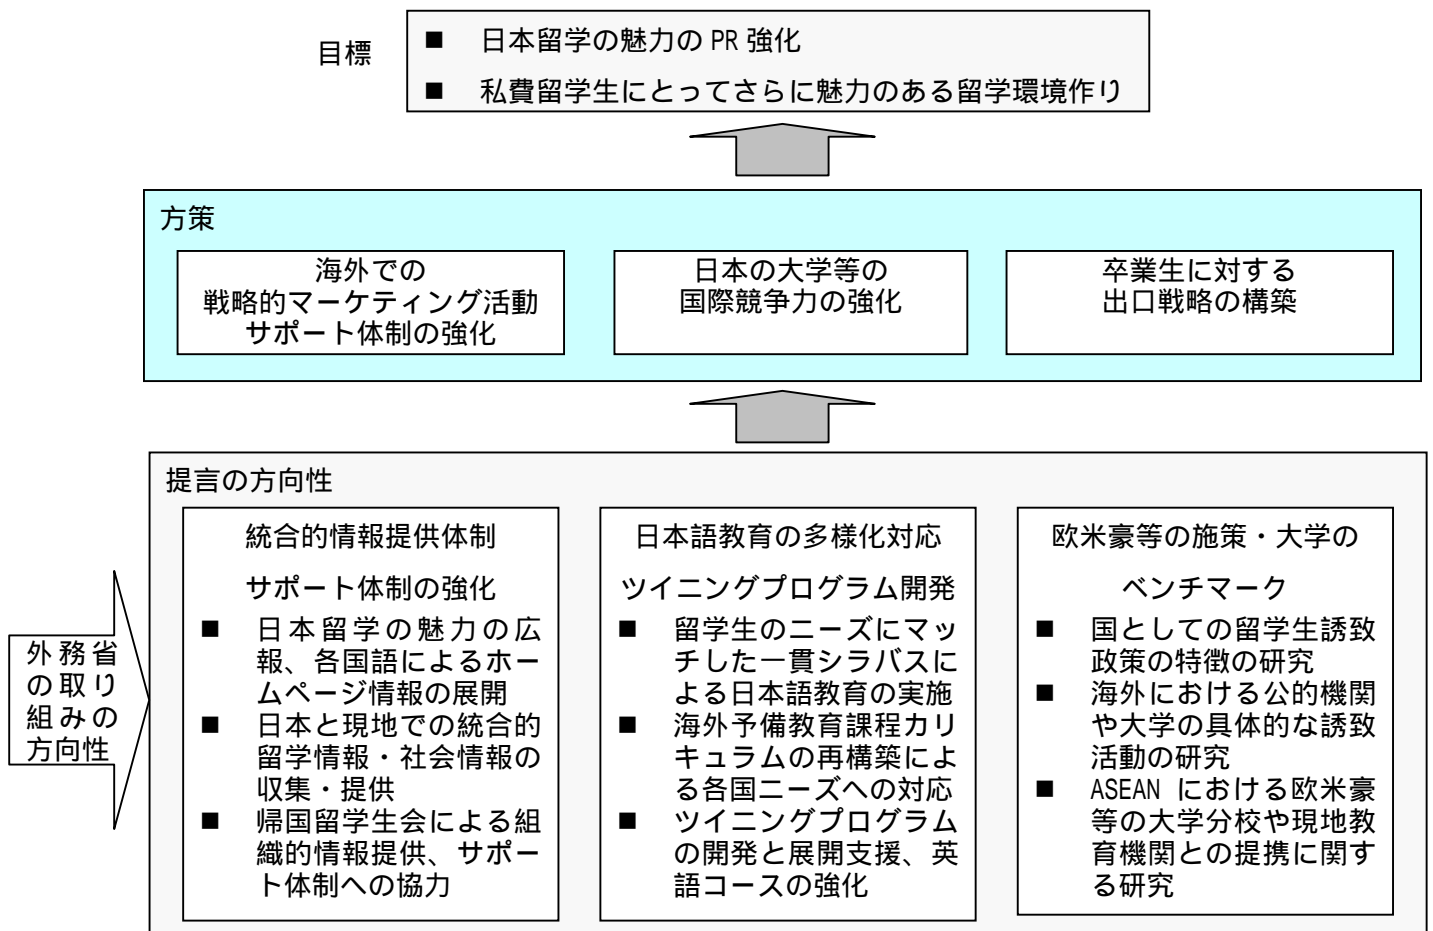 目標
■ 日本留学の魅力の PR 強化
■ 私費留学生にとってさらに魅力のある留学環境作り
方策
海外での
戦略的マーケティング活動
サポート体制の強化
日本の大学等の
国際競争力の強化
卒業生に対する
出口戦略の構築
提言の方向性
外務省
の取り
組みの
方向性
統合的情報提供体制
サポート体制の強化
■ 日本留学の魅力の広
報、各国語によるホー
ムページ情報の展開
■ 日本と現地での統合的
留学情報・社会情報の
収集・提供
■ 帰国留学生会による組
織的情報提供、サポー
ト体制への協力
日本語教育の多様化対応
ツイニングプログラム開発
■ 留学生のニーズにマッ
チした一貫シラバスに
よる日本語教育の実施
■ 海外予備教育課程カリ
キュラムの再構築によ
る各国ニーズへの対応
■ ツイニングプログラム
の開発と展開支援、英
語コースの強化
欧米豪等の施策・大学の
ベンチマーク
■ 国としての留学生誘致
政策の特徴の研究
■ 海外における公的機関
や大学の具体的な誘致
活動の研究
■ ASEAN における欧米豪
等の大学分校や現地教
育機関との提携に関す
る研究